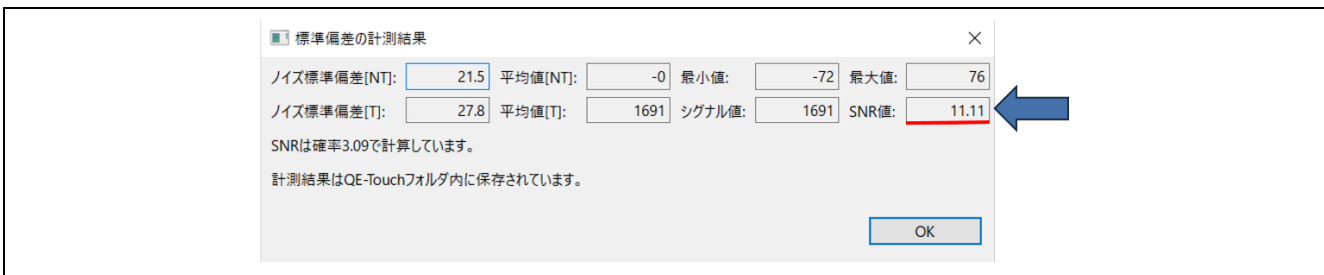 標準偏差の計測結果
ノイズ標準偏差[NT]: 21.5 平均値[NT]: -0 最小値: -72 最大値: 76
ノイズ標準偏差[T]: 27.8 平均値[T]: 1691 シグナル値: 1691 SNR値: 11.11
SNRは確率3.09で計算しています。
計測結果はQE-Touchフォルダ内に保存されています。
OK